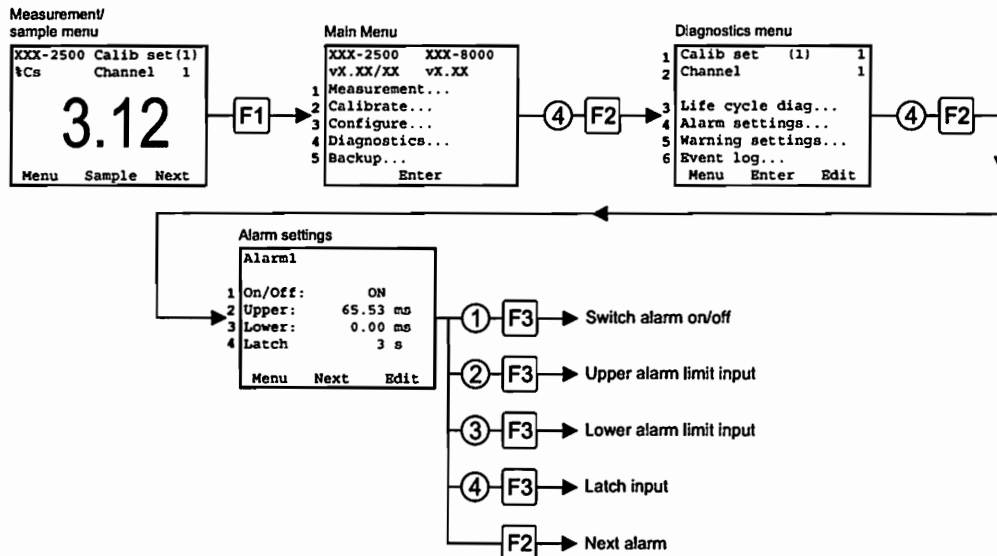 Measurement/
sample menu
XXX-2500 Calib set(1)
%Cs Channel 1
3.12
Menu Sample Next
F1
Main Menu
XXX-2500 XXX-8000
vX.XX/XX vX.XX
1 Measurement...
2 Calibrate...
3 Configure...
4 Diagnostics...
5 Backup...
Enter
4 F2
Diagnostics menu
1 Calib set (1) 1
2 Channel 1
3 Life cycle diag...
4 Alarm settings...
5 Warning settings...
6 Event log...
Menu Enter Edit
4 F2
Alarm settings
Alarm1
1 On/Off: ON
2 Upper: 65.53 ms
3 Lower: 0.00 ms
4 Latch 3 s
Menu Next Edit
1 F3 Switch alarm on/off
2 F3 Upper alarm limit input
3 F3 Lower alarm limit input
4 F3 Latch input
F2 Next alarm